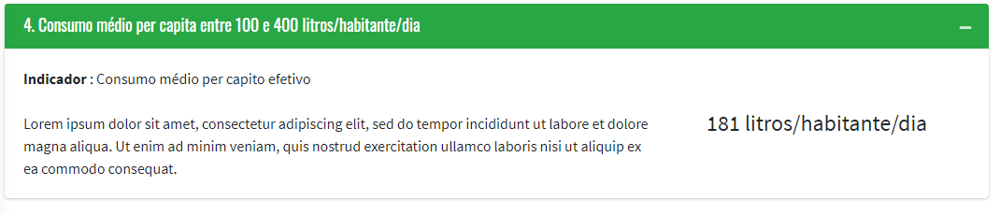 4. Consumo médio per capita entre 100 e 400 litros/habitante/dia
Indicador : Consumo médio per capito efetivo
Lorem ipsum dolor sit amet, consectetur adipiscing elit, sed do tempor incididunt ut labore et dolore
magna aliqua. Ut enim ad minim veniam, quis nostrud exercitation ullamco laboris nisi ut aliquip ex
ea commodo consequat.
181 litros/habitante/dia